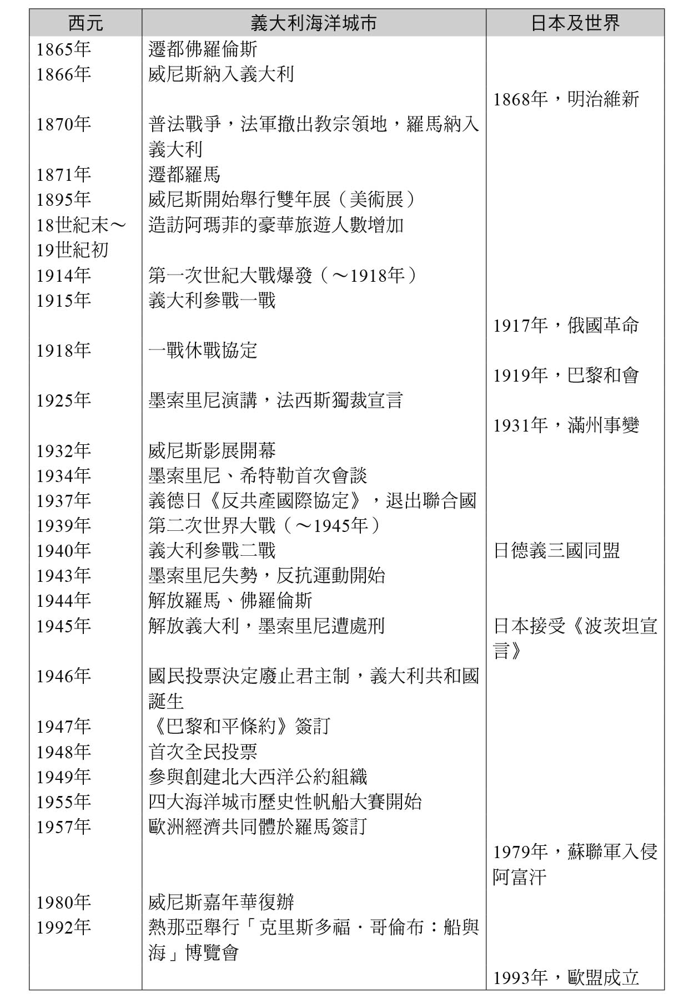 西元 義大利海洋城市 日本及世界
1865年 遷都佛羅倫斯
1866年 威尼斯納入義大利
1868年，明治維新
1870年 普法戰爭，法軍撤出教宗領地，羅馬納入
義大利
1871年 遷都羅馬
1895年 威尼斯開始舉行雙年展（美術展）
18世紀末～ 造訪阿瑪菲的豪華旅遊人數增加
19世紀初
1914年 第一次世紀大戰爆發（～1918年）
1915年 義大利參戰一戰
1917年，俄國革命
1918年 一戰休戰協定
1919年，巴黎和會
1925年 墨索里尼演講，法西斯獨裁宣言
1931年，滿州事變
1932年 威尼斯影展開幕
1934年 墨索里尼、希特勒首次會談
1937年 義德日《反共產國際協定》，退出聯合國
1939年 第二次世界大戰（～1945年）
1940年 義大利參戰二戰 日德義三國同盟
1943年 墨索里尼失勢，反抗運動開始
1944年 解放羅馬、佛羅倫斯
1945年 解放義大利，墨索里尼遭處刑 日本接受《波茨坦宣
言》
1946年 國民投票決定廢止君主制，義大利共和國
誕生
1947年 《巴黎和平條約》簽訂
1948年 首次全民投票
1949年 參與創建北大西洋公約組織
1955年 四大海洋城市歷史性帆船大賽開始
1957年 歐洲經濟共同體於羅馬簽訂
1979年，蘇聯軍入侵
阿富汗
1980年 威尼斯嘉年華復辦
1992年 熱那亞舉行「克里斯多福．哥倫布：船與
海」博覽會
1993年，歐盟成立